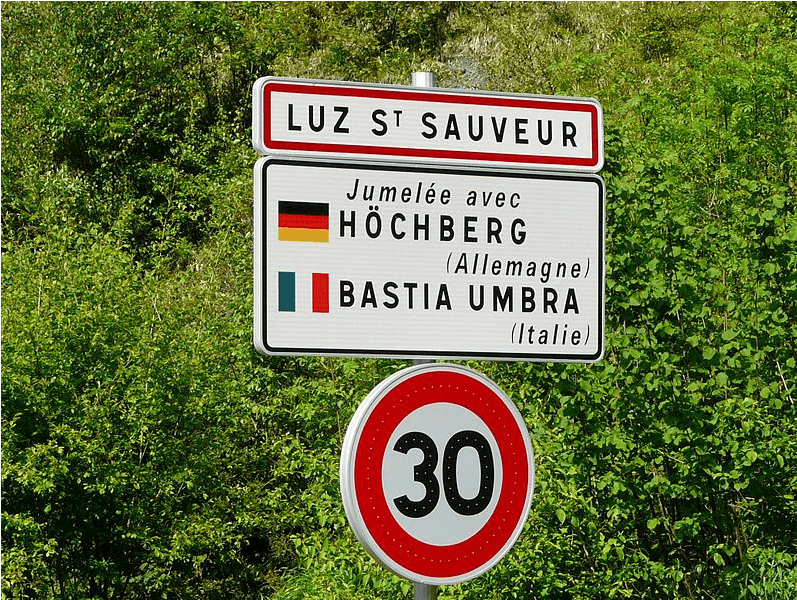 LUZ ST SAUVEUR
Jumelée avec
HÖCHBERG
(Allemagne)
BASTIA UMBRA
(Italie)
30